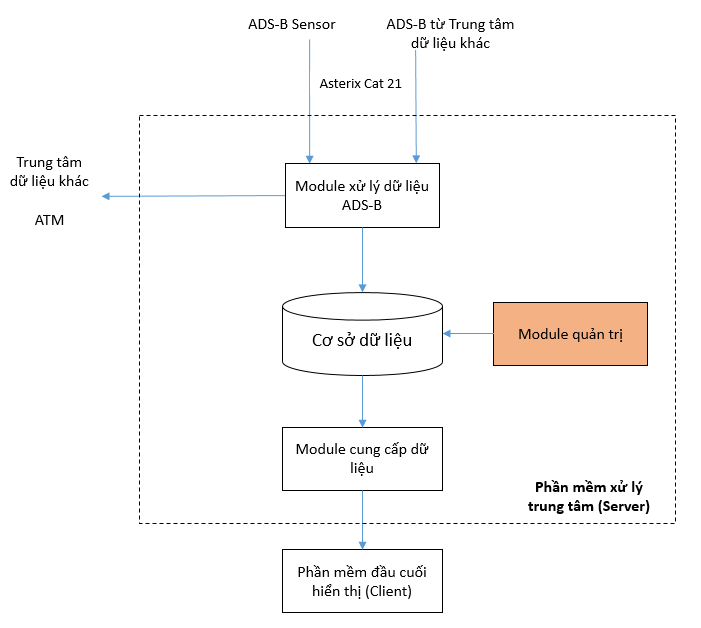 ADS-B Sensor
ADS-B từ Trung tâm
dữ liệu khác
Asterix Cat 21
Trung tâm
dữ liệu khác
ATM
Module xử lý dữ liệu
ADS-B
Cơ sở dữ liệu
Module quản trị
Module cung cấp dữ
liệu
Phần mềm xử lý
trung tâm (Server)
Phần mềm đầu cuối
hiển thị (Client)